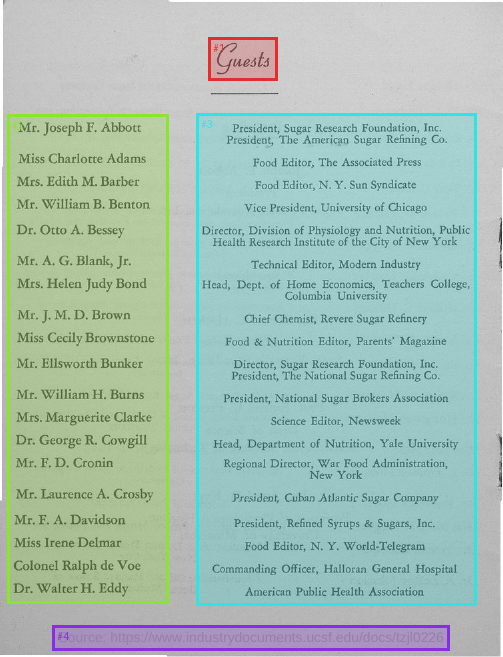 Guests
Mr. Joseph F. Abbott President, Sugar Research Foundation, Inc.
President, The American Sugar Refining Co.
Miss Charlotte Adams Food Editor, The Associated Press
Mrs. Edith M. Barber Food Editor, N. Y. Sun Syndicate
Mr. William B. Benton Vice President, University of Chicago
Dr. Otto A. Bessey Director, Division of Physiology and Nutrition, Public
Health Research Institute of the City of New York
Mr. A. G. Blank, Jr. Technical Editor, Modern Industry
Mrs. Helen Judy Bond Head, Dept. of Home Economics, Teachers College,
Columbia University
Mr. J. M. D. Brown Chief Chemist, Revere Sugar Refinery
Miss Cecily Brownstone Food & Nutrition Editor, Parents' Magazine
Mr. Ellsworth Bunker Director, Sugar Research Foundation, Inc.
President, The National Sugar Refining Co.
Mr. William H. Burns President, National Sugar Brokers Association
Mrs. Marguerite Clarke Science Editor, Newsweek
Dr. George R. Cowgill Head, Department of Nutrition, Yale University
Mr. F. D. Cronin Regional Director, War Food Administration,
New York
Mr. Laurence A. Crosby President, Cuban Atlantic Sugar Company
Mr. F. A. Davidson President, Refined Syrups & Sugars, Inc.
Miss Irene Delmar Food Editor, N. Y. World-Telegram
Colonel Ralph de Voe Commanding Officer, Halloran General Hospital
Dr. Walter H. Eddy American Public Health Association
#1
#3
#4
https://www.industrydocuments.ucsf.edu/docs/tzjl0226